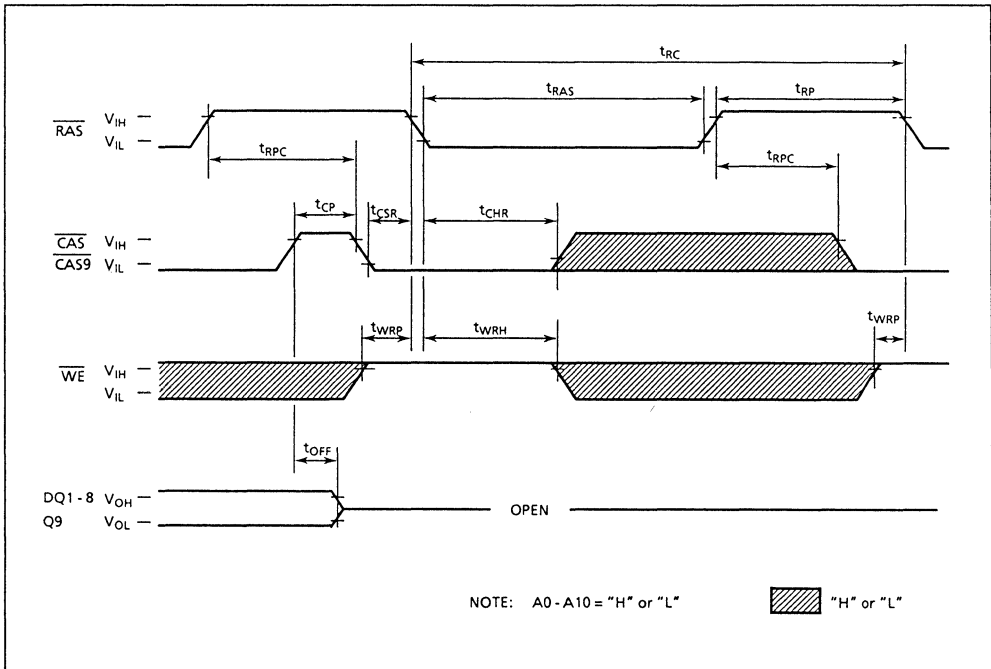 tRC
tRAS
tRP
RAS VIH
VIL
tRPC
tRPC
tCP
tCSR
tCHR
CAS VIH
CAS9 VIL
tWRP
tWRH
tWRP
WE VIH
VIL
tOFF
DQ1 - 8 VOH
OPEN
Q9 VOL
NOTE: A0 - A10 = "H" or "L"
"H" or "L"